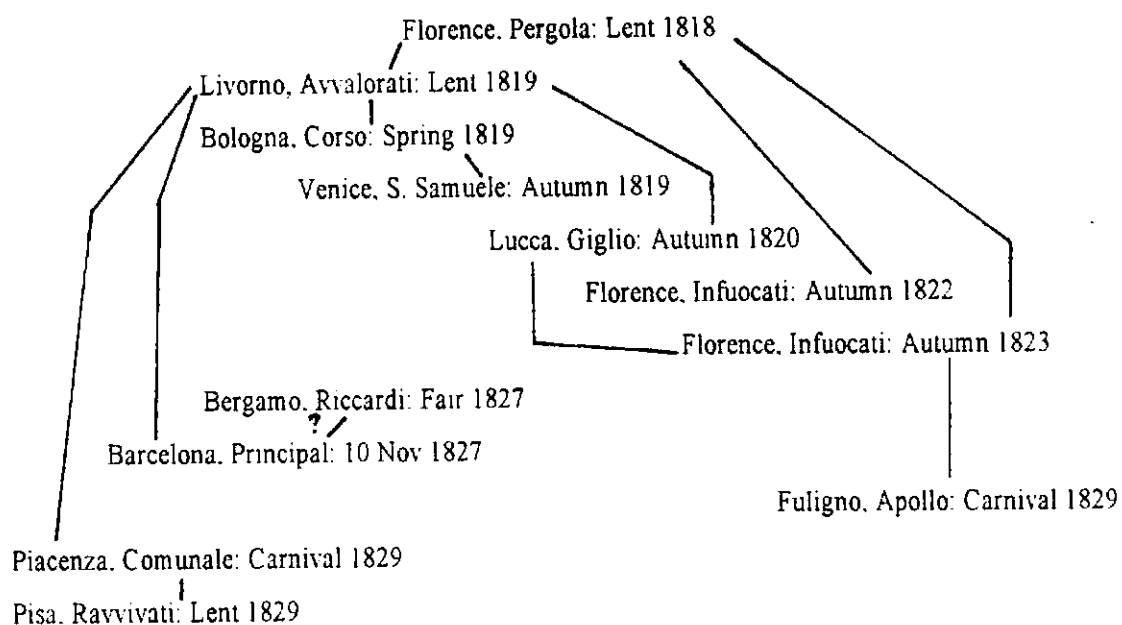 Florence, Pergola: Lent 1818
Livorno, Avvalorati: Lent 1819
Bologna, Corso: Spring 1819
Venice, S. Samuele: Autumn 1819
Lucca, Giglio: Autumn 1820
Florence, Infuocati: Autumn 1822
Florence, Infuocati: Autumn 1823
Bergamo, Riccardi: Fair 1827
?
Barcelona, Principal: 10 Nov 1827
Fuligno, Apollo: Carnival 1829
Piacenza, Comunale: Carnival 1829
Pisa, Ravvivati: Lent 1829